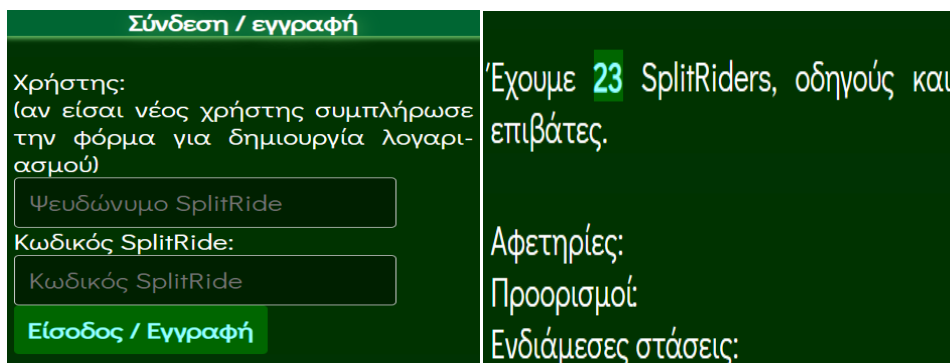 Σύνδεση / εγγραφή
Χρήστης:
(αν είσαι νέος χρήστης συμπλήρωσε
την φόρμα για δημιουργία λογαρι-
ασμού)
Ψευδώνυμο SplitRide
Κωδικός SplitRide:
Κωδικός SplitRide
Είσοδος / Εγγραφή
Έχουμε 23 SplitRiders, οδηγούς και
επιβάτες.
Αφετηρίες:
Προορισμοί:
Ενδιάμεσες στάσεις: